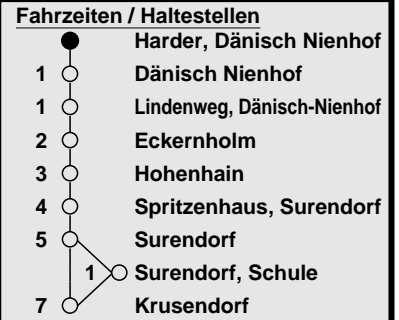 Fahrzeiten / Haltestellen
Harder, Dänisch Nienhof
1 Dänisch Nienhof
1 Lindenweg, Dänisch-Nienhof
2 Eckernholm
3 Hohenhain
4 Spritzenhaus, Surendorf
5 Surendorf
1 Surendorf, Schule
7 Krusendorf